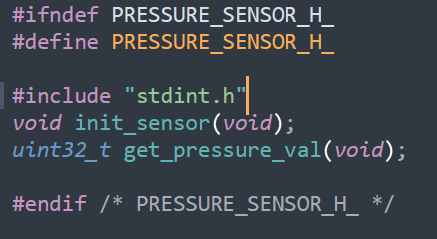 #ifndef PRESSURE_SENSOR_H_
#define PRESSURE_SENSOR_H_
#include "stdint.h"
void init_sensor(void);
uint32_t get_pressure_val(void);
#endif /* PRESSURE_SENSOR_H_ */